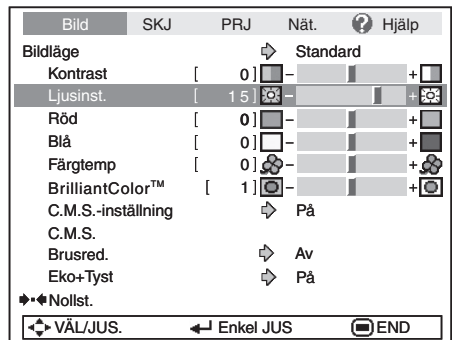 Bild SKJ PRJ Nät. ? Hjälp
Bildläge Standard
Kontrast [ 0] - +
Ljusinst. [ 15] - +
Röd [ 0] - +
Blå [ 0] - +
Färgtemp [ 0] - +
BrilliantColor™ [ 1] - +
C.M.S.-inställning På
C.M.S.
Brusred. Av
Eko+Tyst På
Nollst.
VÄL/JUS. Enkel JUS END